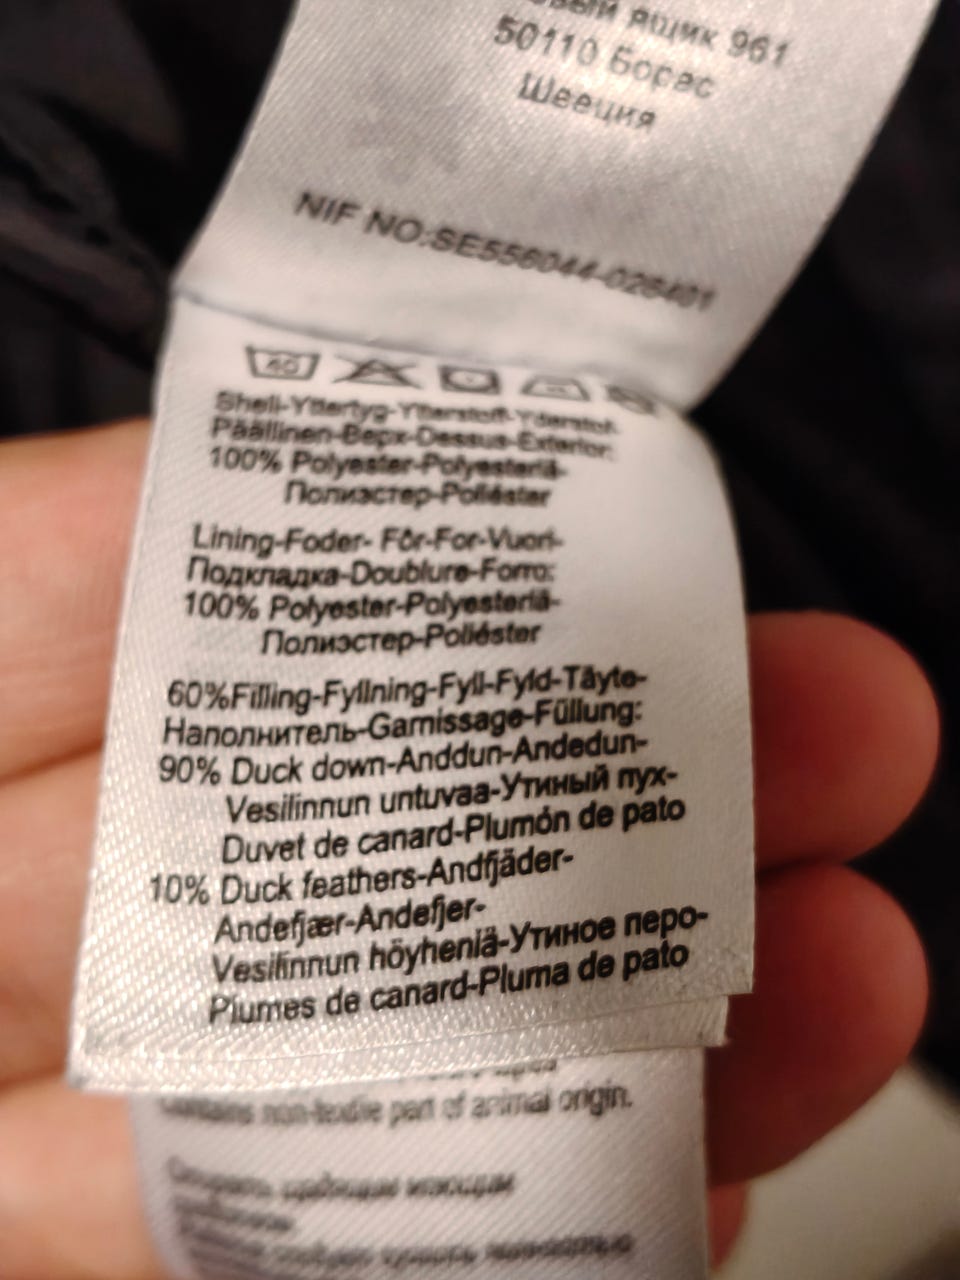 ящик 961
50110 Борас
Швеция
NIF NO:SE556044-026401
40
Shell-Yttertyg-Ytterstoff-Yderstof-
Päällinen-Верх-Dessus-Exterior:
100% Polyester-Polyesteriä-
Полиэстер-Poliéster
Lining-Foder- Fôr-For-Vuori-
Подкладка-Doublure-Forro:
100% Polyester-Polyesteriä-
Полиэстер-Poliéster
60%Filling-Fyllning-Fyll-Fyld-Täyte-
Наполнитель-Garnissage-Füllung:
90% Duck down-Anddun-Andedun-
Vesilinnun untuvaa-Утиный пух-
Duvet de canard-Plumón de pato
10% Duck feathers-Andfjäder-
Andefjær-Andefjer-
Vesilinnun höyheniä-Утиное перо-
Plumes de canard-Pluma de pato
Contains non-textile part of animal origin.